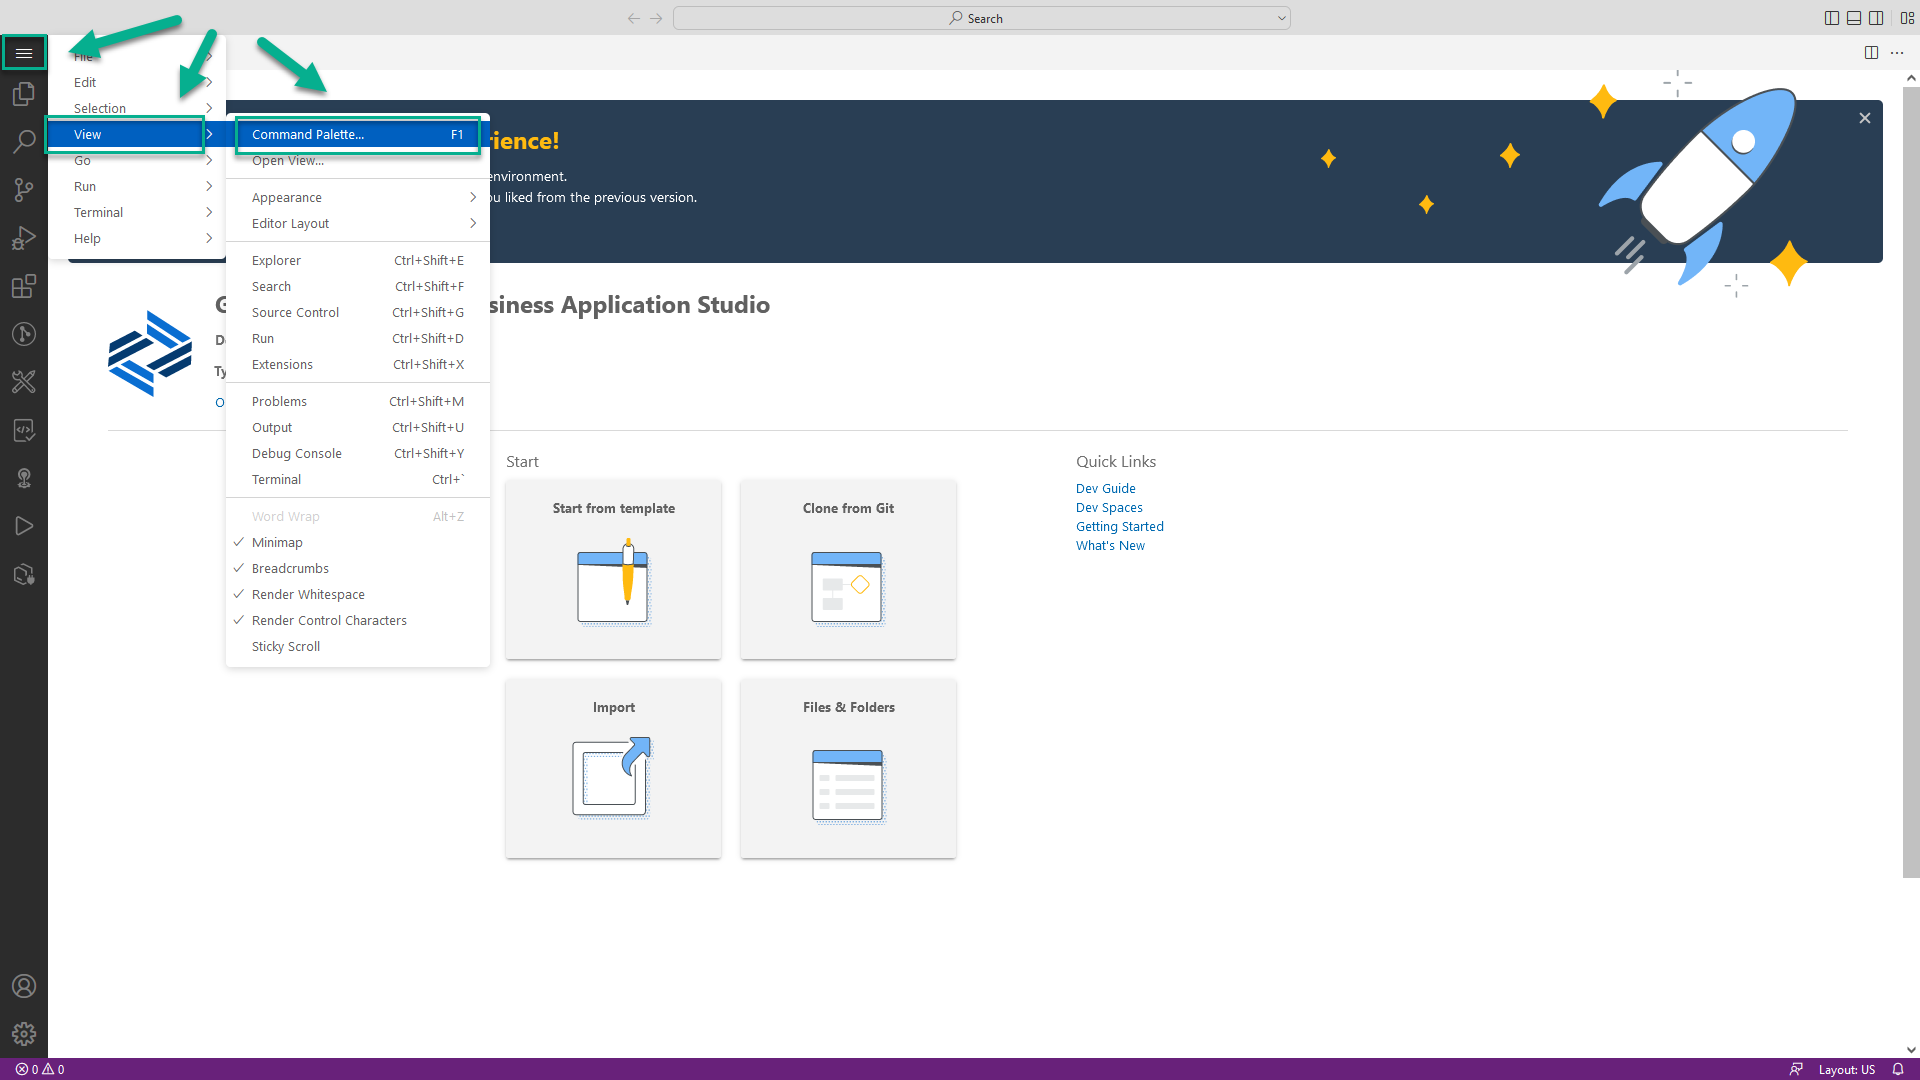 Search
File
Edit
Selection
View
Go
Run
Terminal
Help
Command Palette... F1
Open View...
Appearance
Editor Layout
Explorer Ctrl+Shift+E
Search Ctrl+Shift+F
Source Control Ctrl+Shift+G
Run Ctrl+Shift+D
Extensions Ctrl+Shift+X
Problems Ctrl+Shift+M
Output Ctrl+Shift+U
Debug Console Ctrl+Shift+Y
Terminal Ctrl+`
Word Wrap Alt+Z
Minimap
Breadcrumbs
Render Whitespace
Render Control Characters
Sticky Scroll
rience!
environment.
ou liked from the previous version.
G siness Application Studio
D
Ty
O
Start
Start from template
Clone from Git
Import
Files & Folders
Quick Links
Dev Guide
Dev Spaces
Getting Started
What's New
0 0
Layout: US